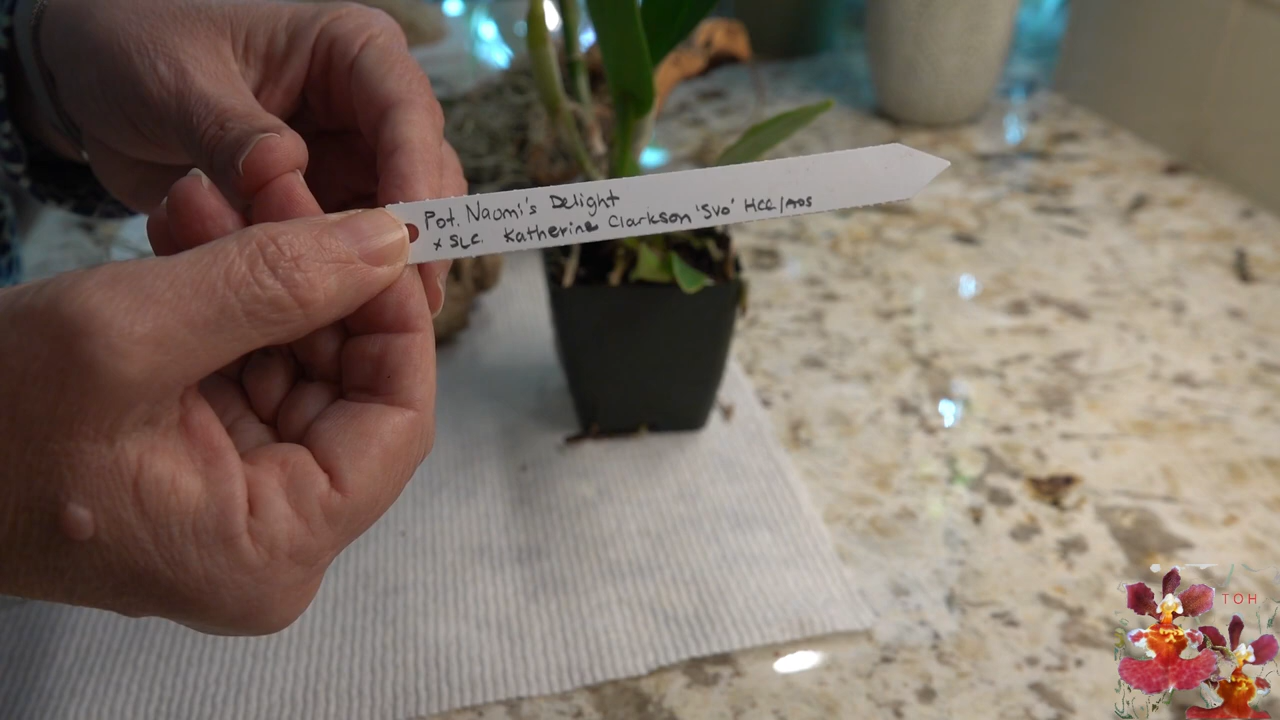 Pot. Naomi's Delight
x SLC. Katherine Clarkson 'SVO' HCC/AOS
TOH